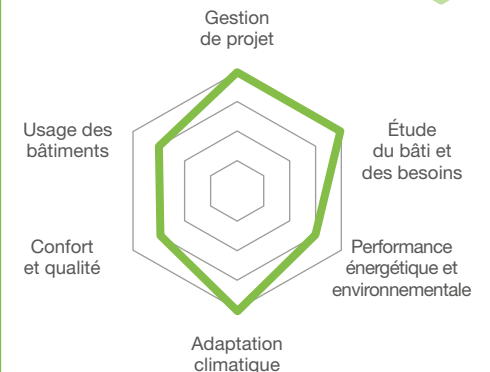 Gestion
de projet
Usage des
bâtiments
Étude
du bâti et
des besoins
Confort
et qualité
Performance
énergétique et
environnementale
Adaptation
climatique